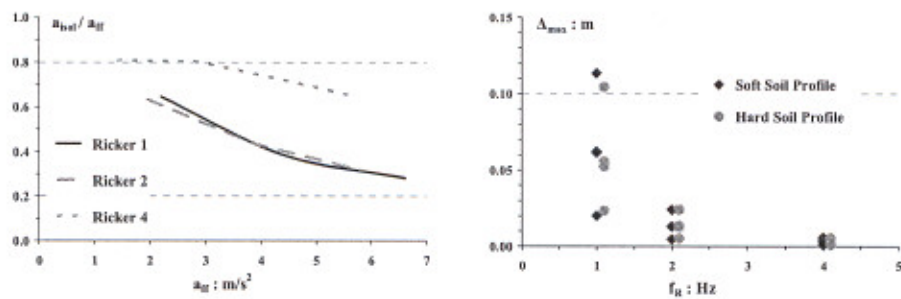 a_bol / a_ff
1.0
0.8
0.6
0.4
0.2
0.0
Ricker 1
Ricker 2
Ricker 4
0 1 2 3 4 5 6 7
a_ff : m/s²
Δ_max : m
0.15
0.10
0.05
0.00
Soft Soil Profile
Hard Soil Profile
0 1 2 3 4 5
f_R : Hz